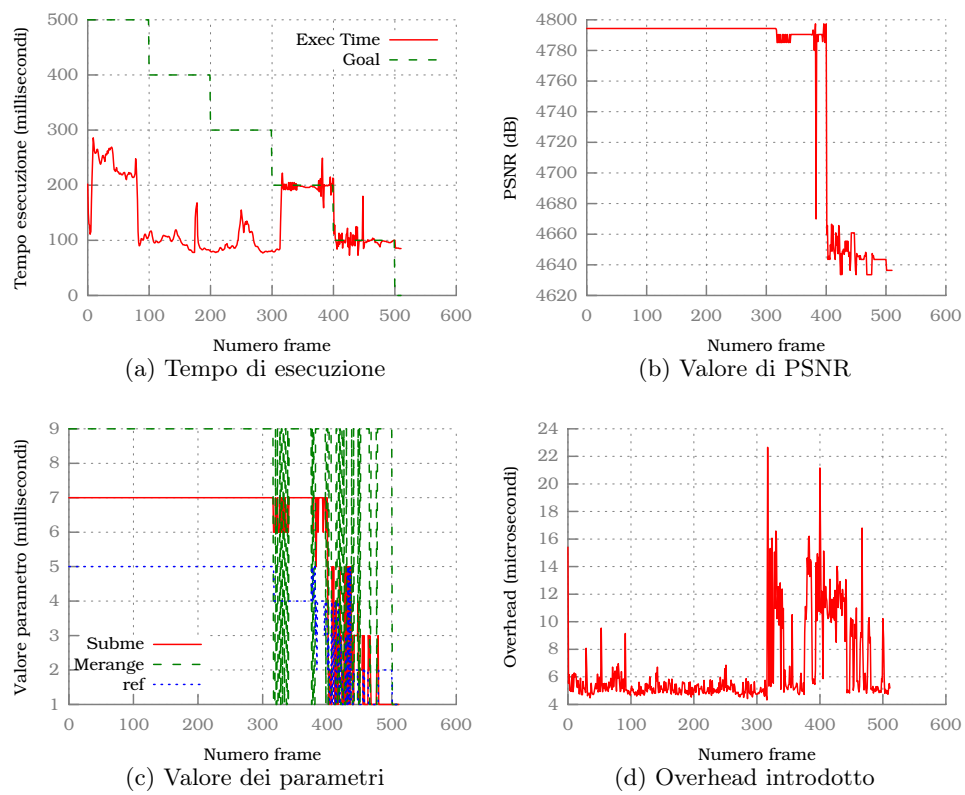 500
400
300
200
100
0
0 100 200 300 400 500 600
Tempo esecuzione (millisecondi)
Exec Time
Goal
Numero frame
(a) Tempo di esecuzione
4800
4780
4760
4740
4720
4700
4680
4660
4640
4620
0 100 200 300 400 500 600
PSNR (dB)
Numero frame
(b) Valore di PSNR
9
8
7
6
5
4
3
2
1
0 100 200 300 400 500 600
Valore parametro (millisecondi)
Subme
Merange
ref
Numero frame
(c) Valore dei parametri
24
22
20
18
16
14
12
10
8
6
4
0 100 200 300 400 500 600
Overhead (microsecondi)
Numero frame
(d) Overhead introdotto